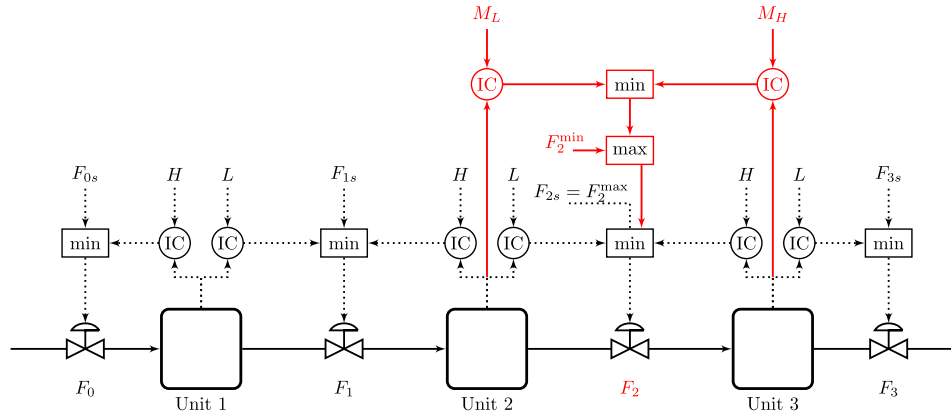 M_L M_H
IC min IC
F_2^min max
F_0s H L F_1s H L F_2s = F_2^max H L F_3s
min IC IC min IC IC min IC IC min
F_0 F_1 F_2 F_3
Unit 1 Unit 2 Unit 3